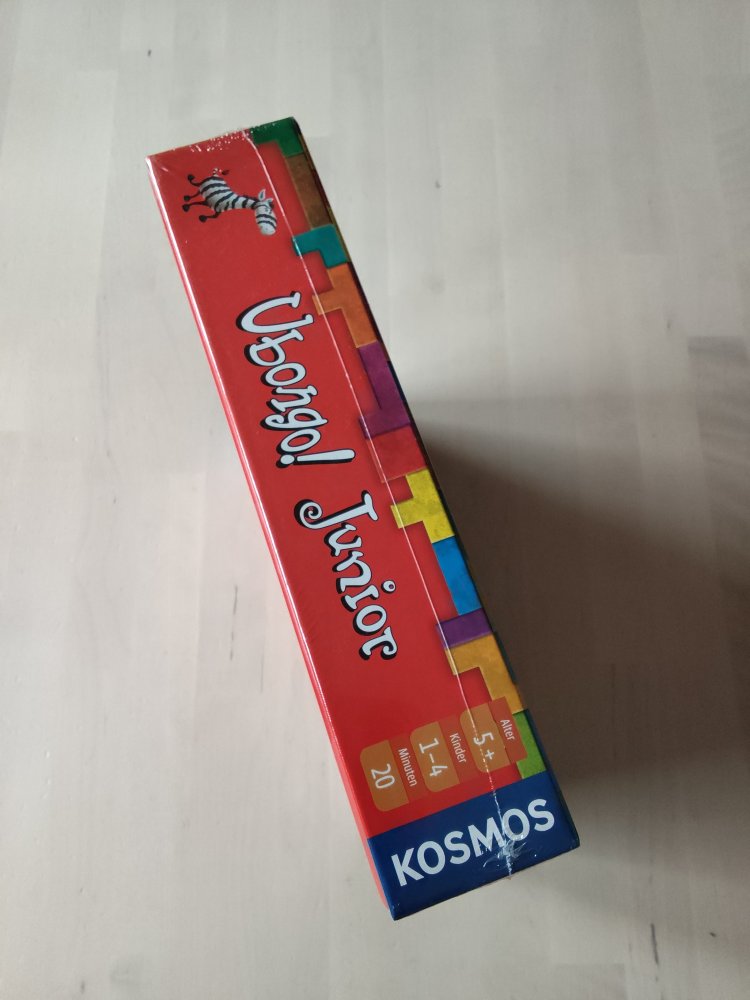 Ubongo! Junior
Alter
5+
Kinder
1-4
Minuten
20
KOSMOS